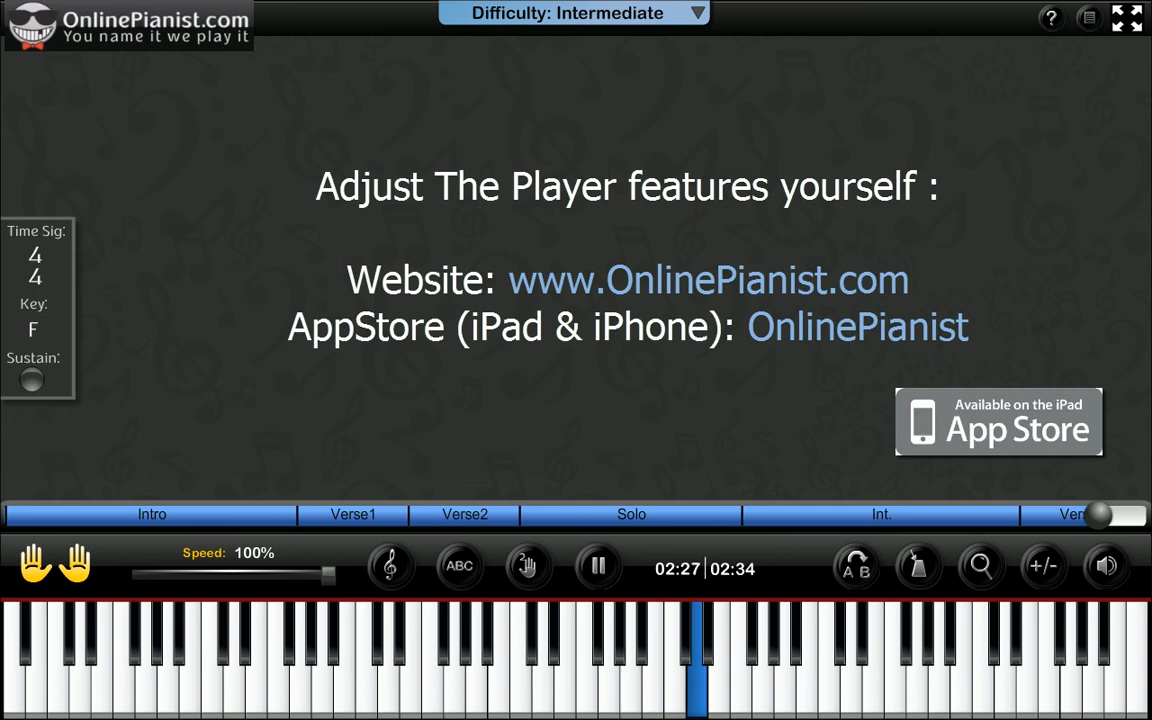 OnlinePianist.com
You name it we play it
Difficulty: Intermediate
?
Adjust The Player features yourself :
Time Sig:
4
4
Key:
F
Sustain:
Website: www.OnlinePianist.com
AppStore (iPad & iPhone): OnlinePianist
Available on the iPad
App Store
Intro Verse1 Verse2 Solo Int. Ver
Speed: 100%
ABC
2
02:27|02:34
A B
+/-